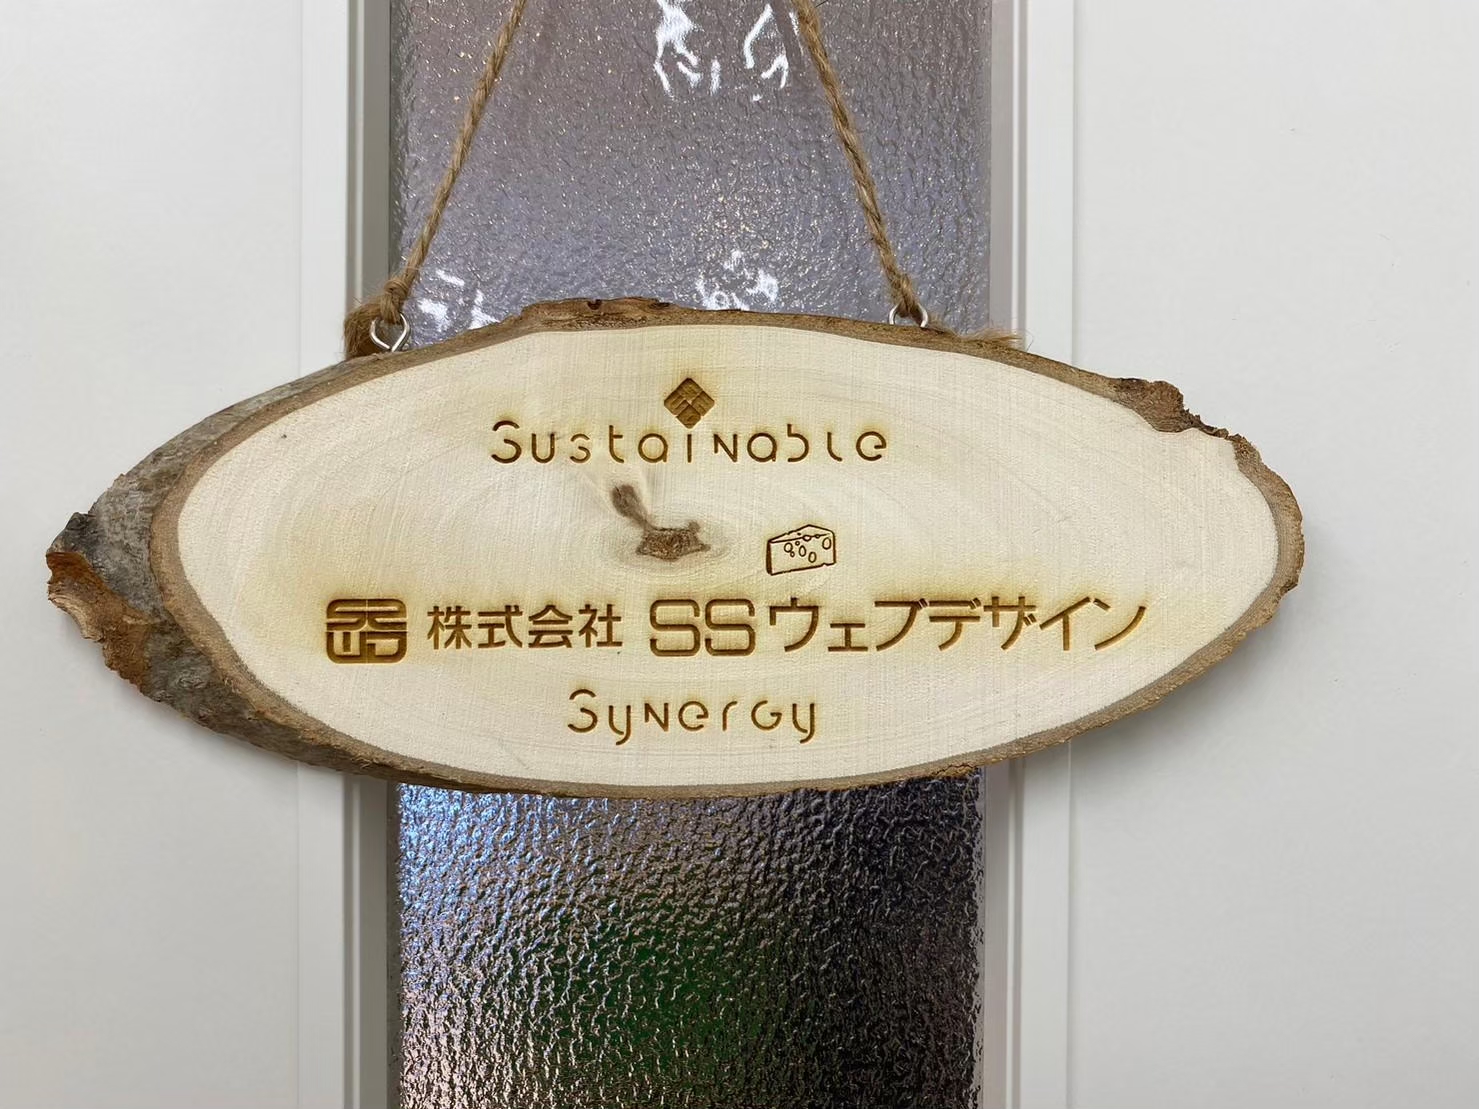 Sustainable
株式会社 SSウェブデザイン
Synergy